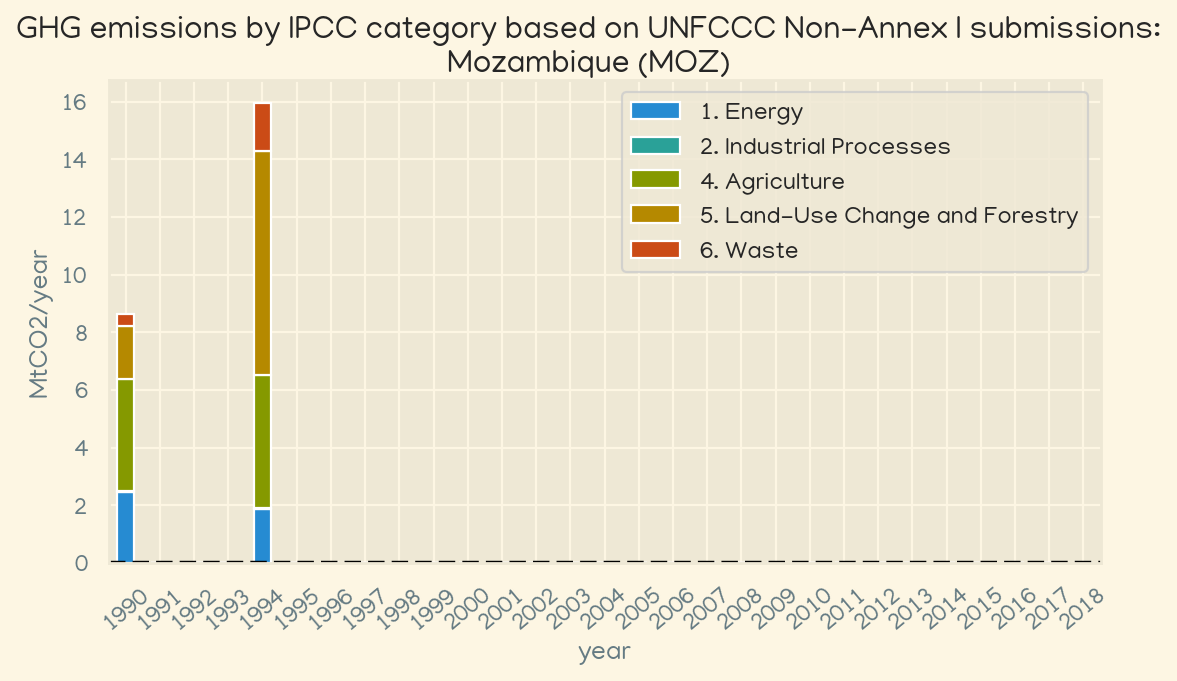 GHG emissions by IPCC category based on UNFCCC Non-Annex I submissions:
Mozambique (MOZ)
16
14
12
10
8
6
4
2
0
MtCO2/year
1. Energy
2. Industrial Processes
4. Agriculture
5. Land-Use Change and Forestry
6. Waste
1990 1991 1992 1993 1994 1995 1996 1997 1998 1999 2000 2001 2002 2003 2004 2005 2006 2007 2008 2009 2010 2011 2012 2013 2014 2015 2016 2017 2018
year